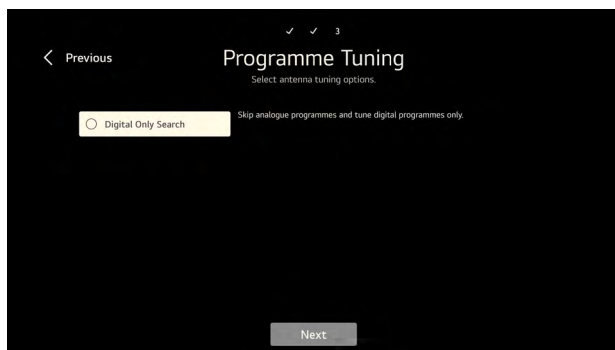 ✓ ✓ 3
Previous
Programme Tuning
Select antenna tuning options.
Digital Only Search
Skip analogue programmes and tune digital programmes only.
Next